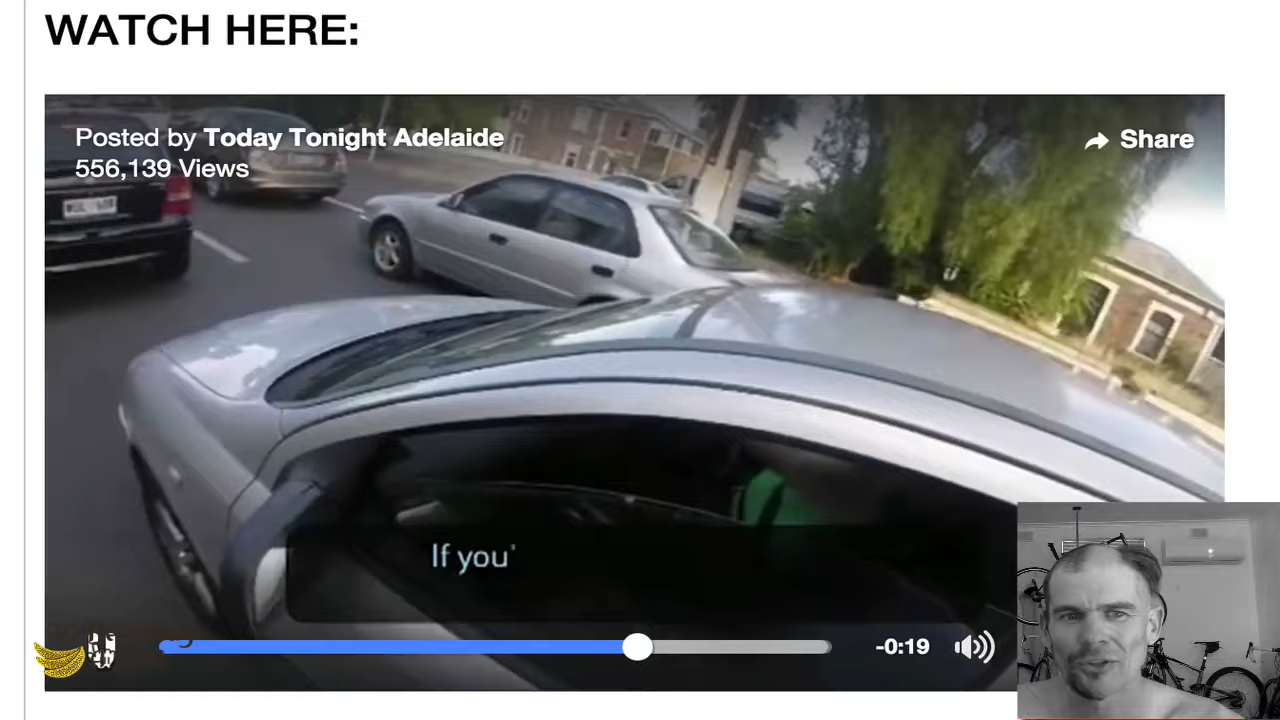 WATCH HERE:
Posted by Today Tonight Adelaide
556,139 Views
Share
If you'
-0:19